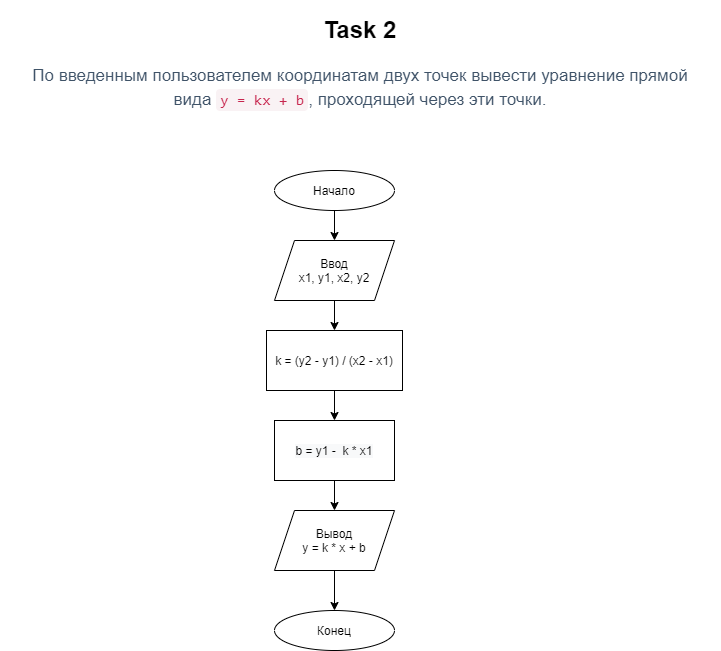 Task 2
По введенным пользователем координатам двух точек вывести уравнение прямой
вида y = kx + b, проходящей через эти точки.
Начало
Ввод
x1, y1, x2, y2
k = (y2 - y1) / (x2 - x1)
b = y1 - k * x1
Вывод
y = k * x + b
Конец